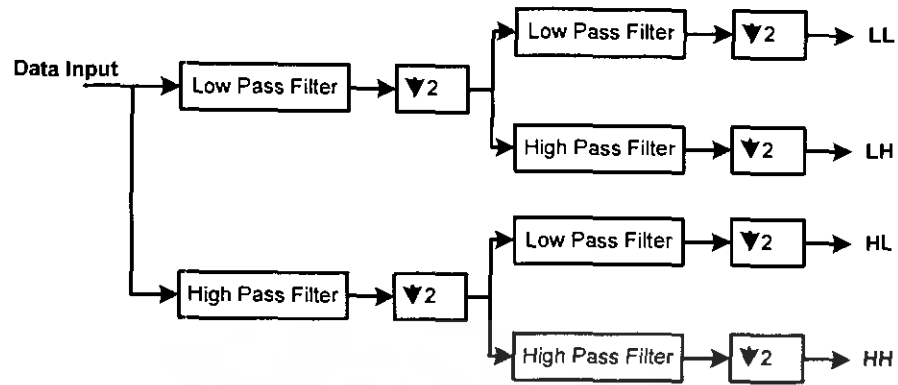 Low Pass Filter ▼2 LL
Data Input
Low Pass Filter ▼2
High Pass Filter ▼2 LH
Low Pass Filter ▼2 HL
High Pass Filter ▼2
High Pass Filter ▼2 HH